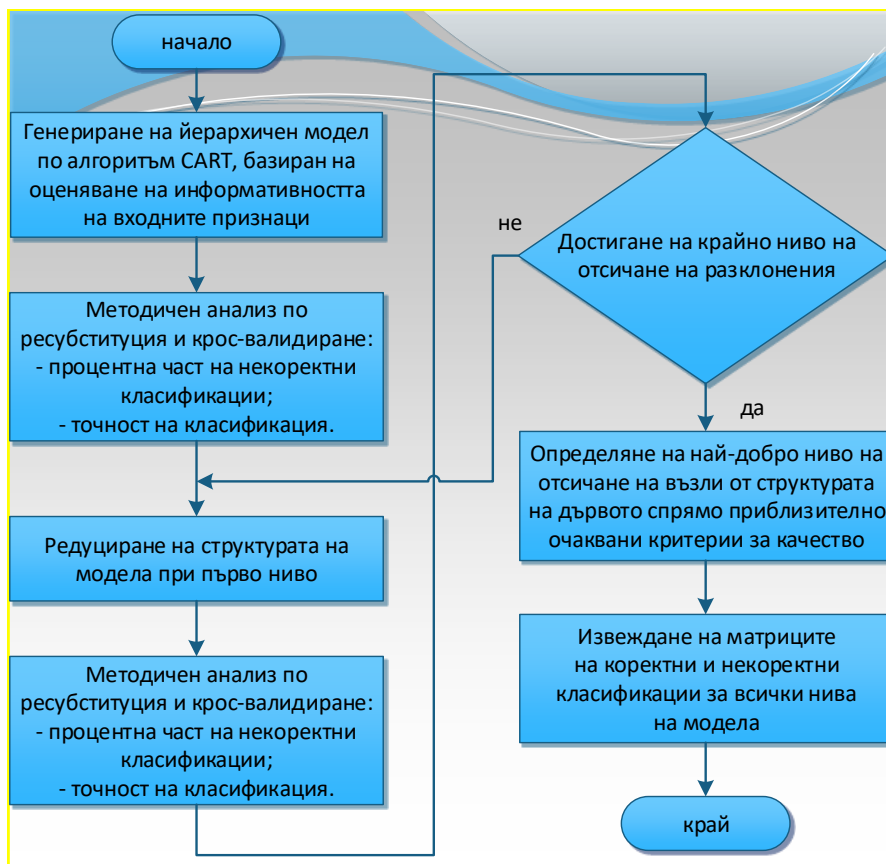 начало
Генериране на йерархичен модел
по алгоритъм CART, базиран на
оценяване на информативността
на входните признаци
Методичен анализ по
ресубституция и крос-валидиране:
- процентна част на некоректни
класификации;
- точност на класификация.
Редуциране на структурата на
модела при първо ниво
Методичен анализ по
ресубституция и крос-валидиране:
- процентна част на некоректни
класификации;
- точност на класификация.
Достигане на крайно ниво на
отсичане на разклонения
не
да
Определяне на най-добро ниво на
отсичане на възли от структурата
на дървото спрямо приблизително
очаквани критерии за качество
Извеждане на матриците
на коректни и некоректни
класификации за всички нива
на модела
край